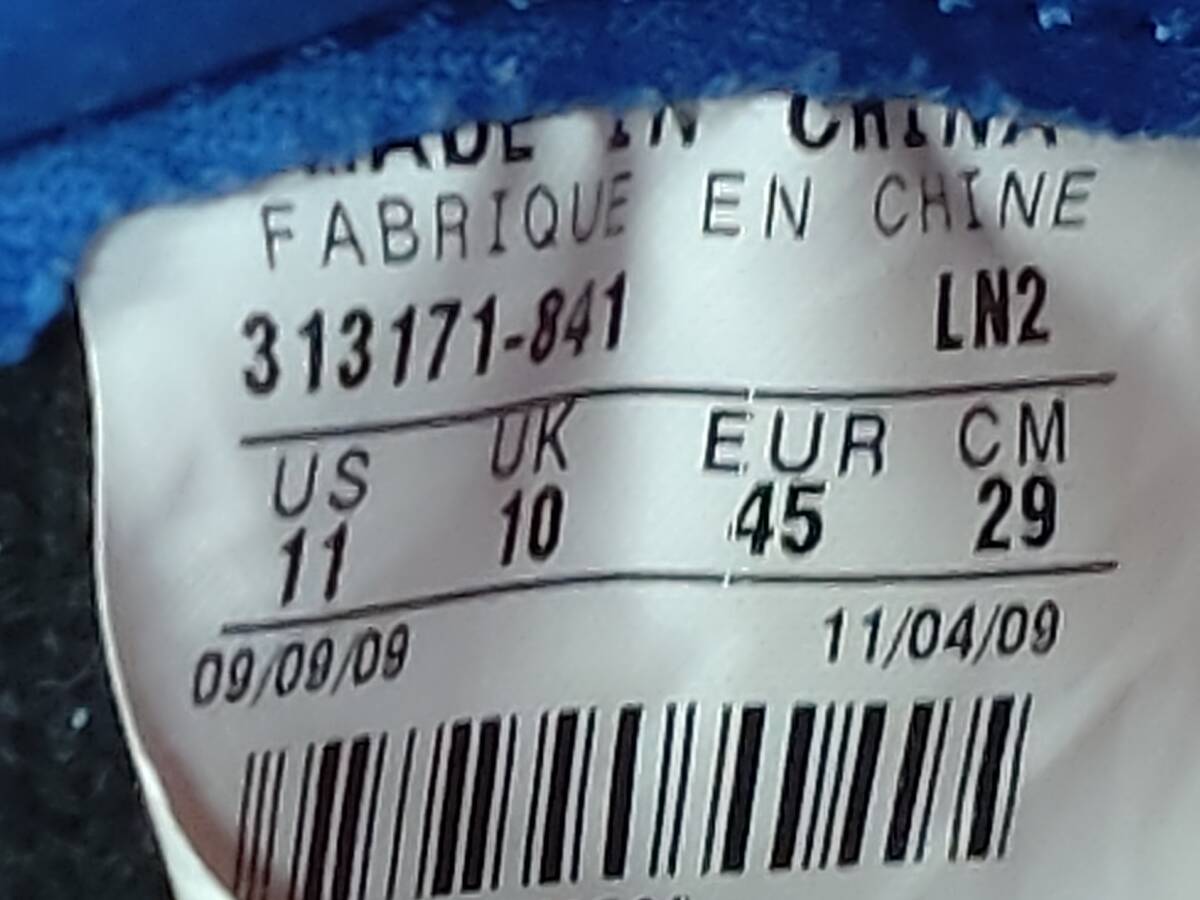 MADE IN CHINA
FABRIQUE EN CHINE
313171-841 LN2
US UK EUR CM
11 10 45 29
09/09/09 11/04/09